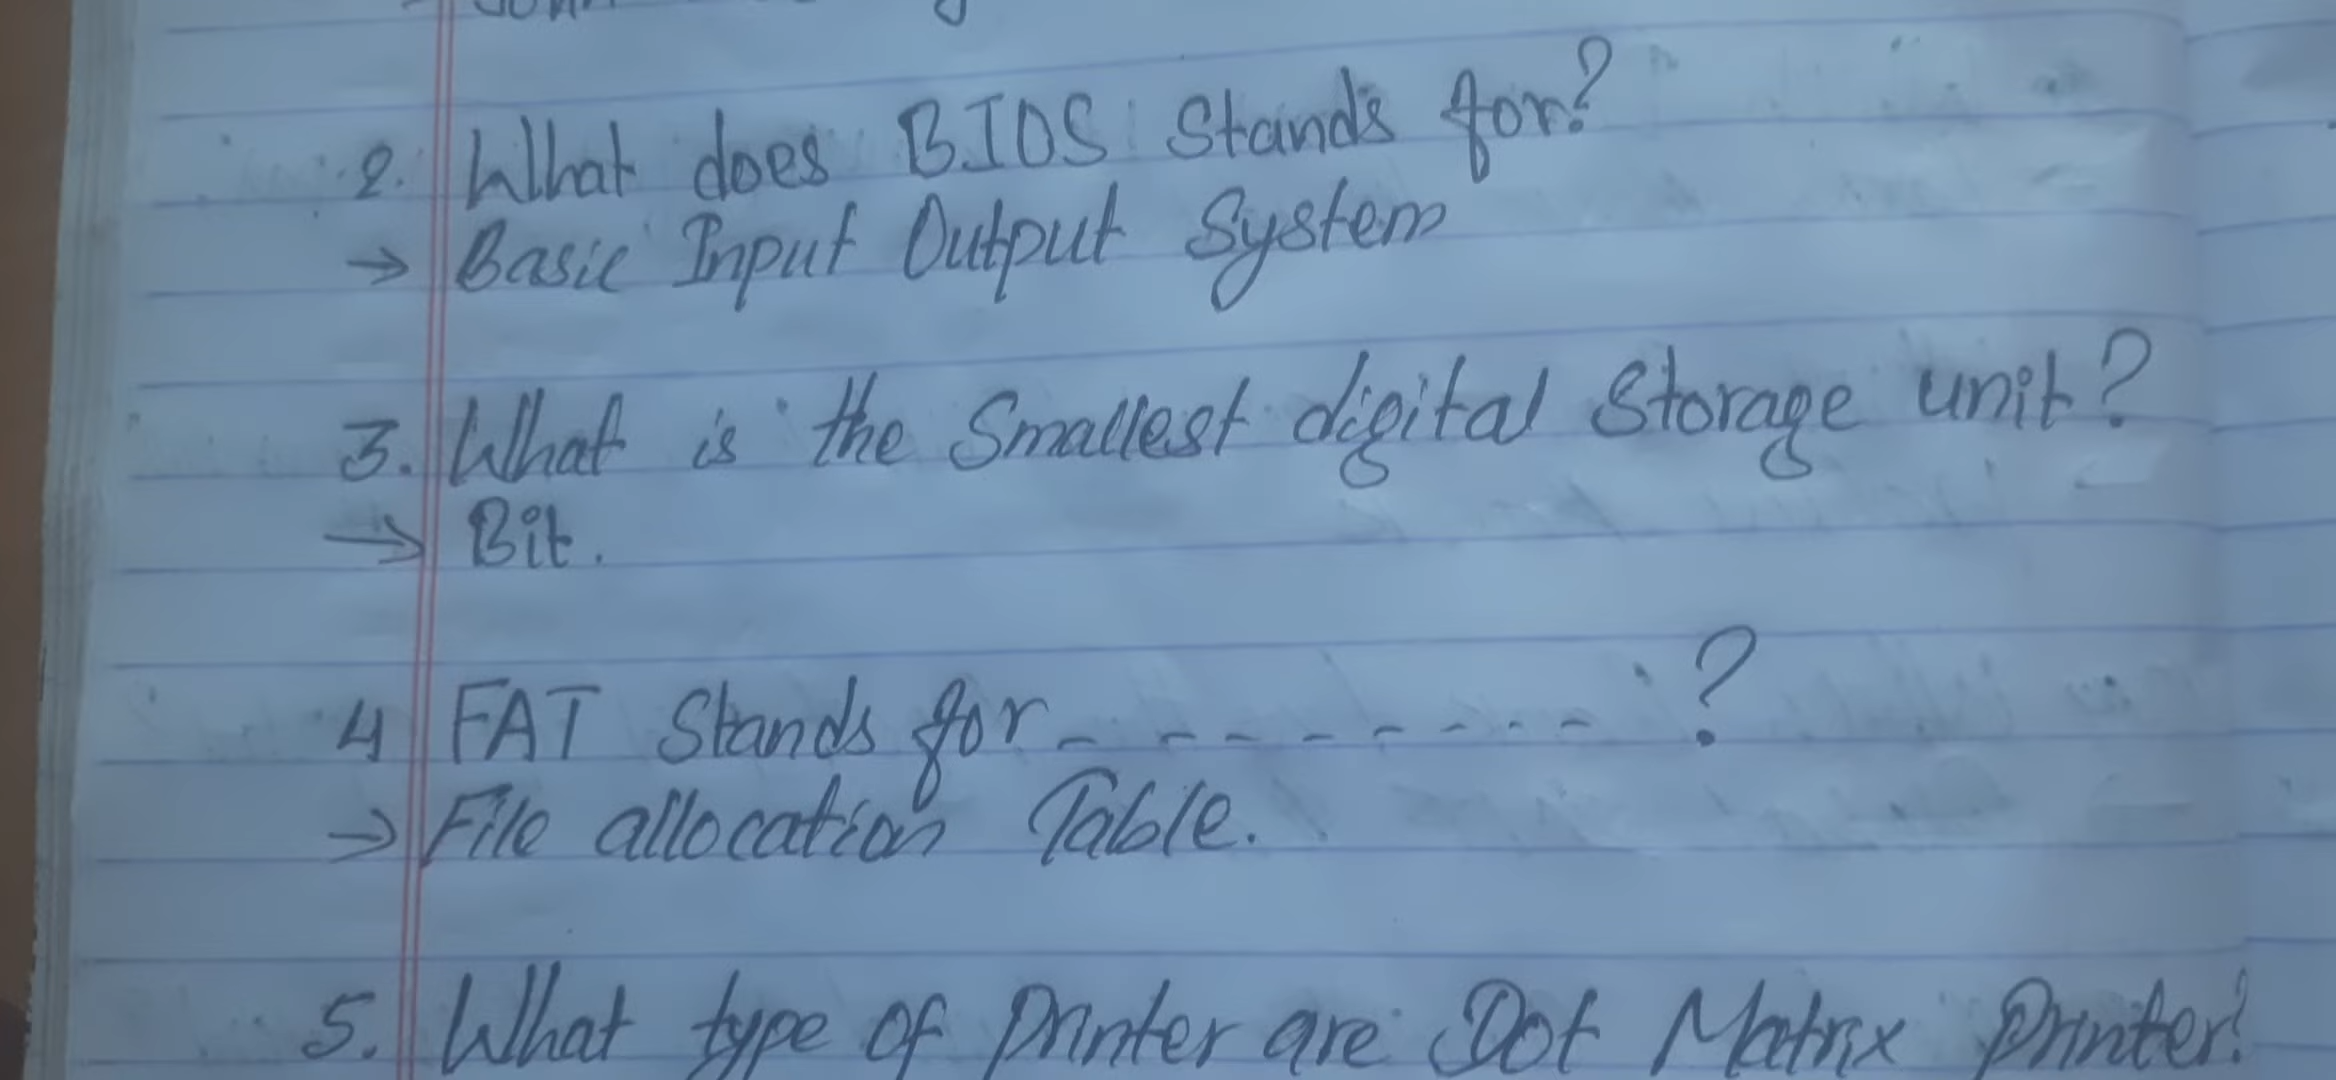 2. What does BIOS Stands for?
→ Basic Input Output System
3. What is the Smallest digital Storage unit?
→ Bit.
4 FAT Stands for - - - - - - - - ?
→ File allocation Table.
5. What type of printer are Dot Matrix Printer?